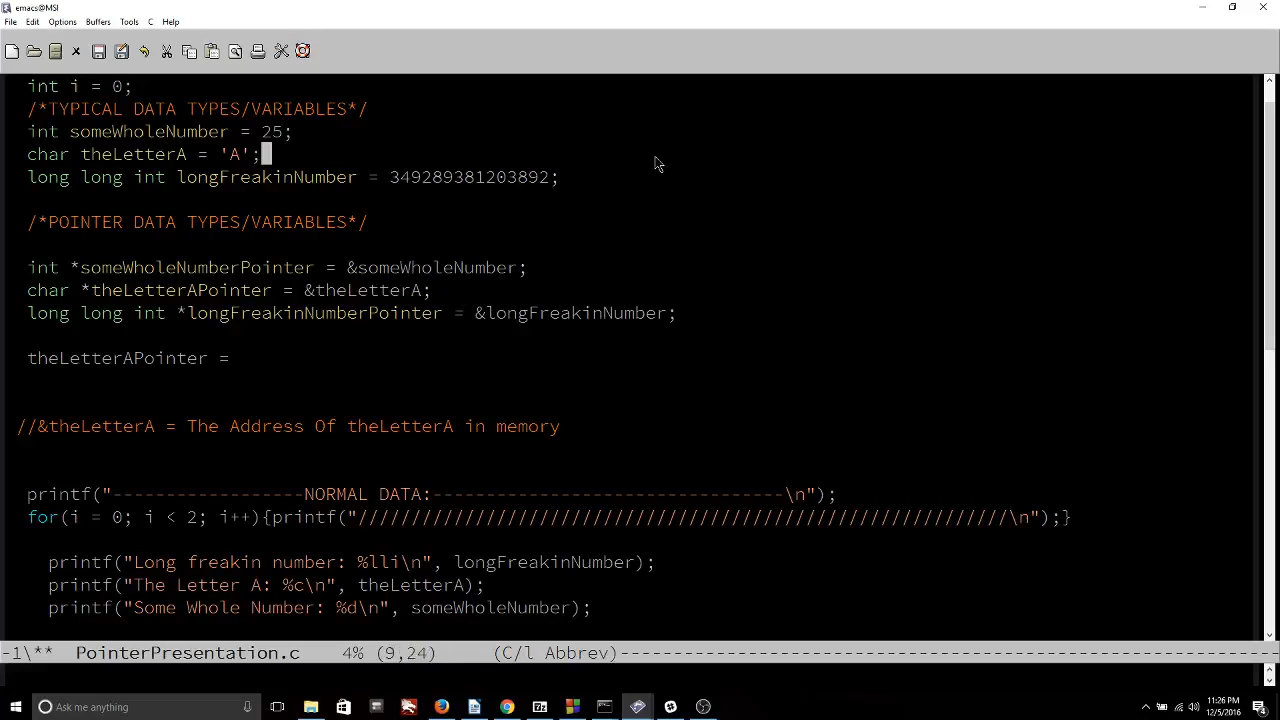 emacs@MSI
File Edit Options Buffers Tools C Help
int i = 0;
/*TYPICAL DATA TYPES/VARIABLES*/
int someWholeNumber = 25;
char theLetterA = 'A';
long long int longFreakinNumber = 349289381203892;
/*POINTER DATA TYPES/VARIABLES*/
int *someWholeNumberPointer = &someWholeNumber;
char *theLetterAPointer = &theLetterA;
long long int *longFreakinNumberPointer = &longFreakinNumber;
theLetterAPointer =
//&theLetterA = The Address Of theLetterA in memory
printf("------------------NORMAL DATA:---------------------------------\n");
for(i = 0; i < 2; i++){printf("/////////////////////////////////////////////////////////////\n");}
printf("Long freakin number: %lli\n", longFreakinNumber);
printf("The Letter A: %c\n", theLetterA);
printf("Some Whole Number: %d\n", someWholeNumber);
-1\** PointerPresentation.c 4% (9,24) (C/l Abbrev)------------------------------------------------------------
Ask me anything
11:26 PM
12/5/2016